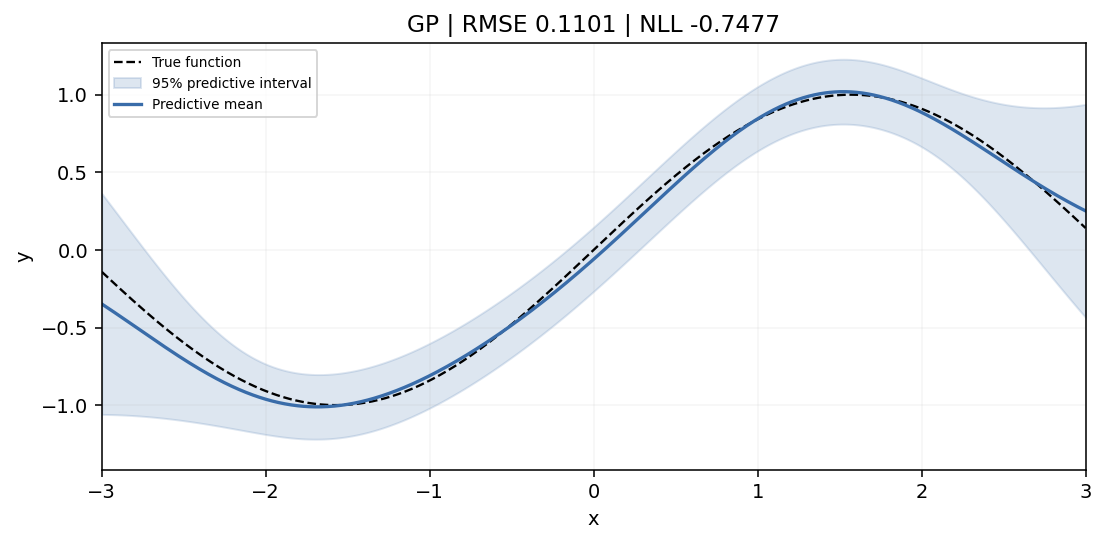 GP | RMSE 0.1101 | NLL -0.7477
True function
95% predictive interval
Predictive mean
y
1.0
0.5
0.0
−0.5
−1.0
−3
−2
−1
0
1
2
3
x